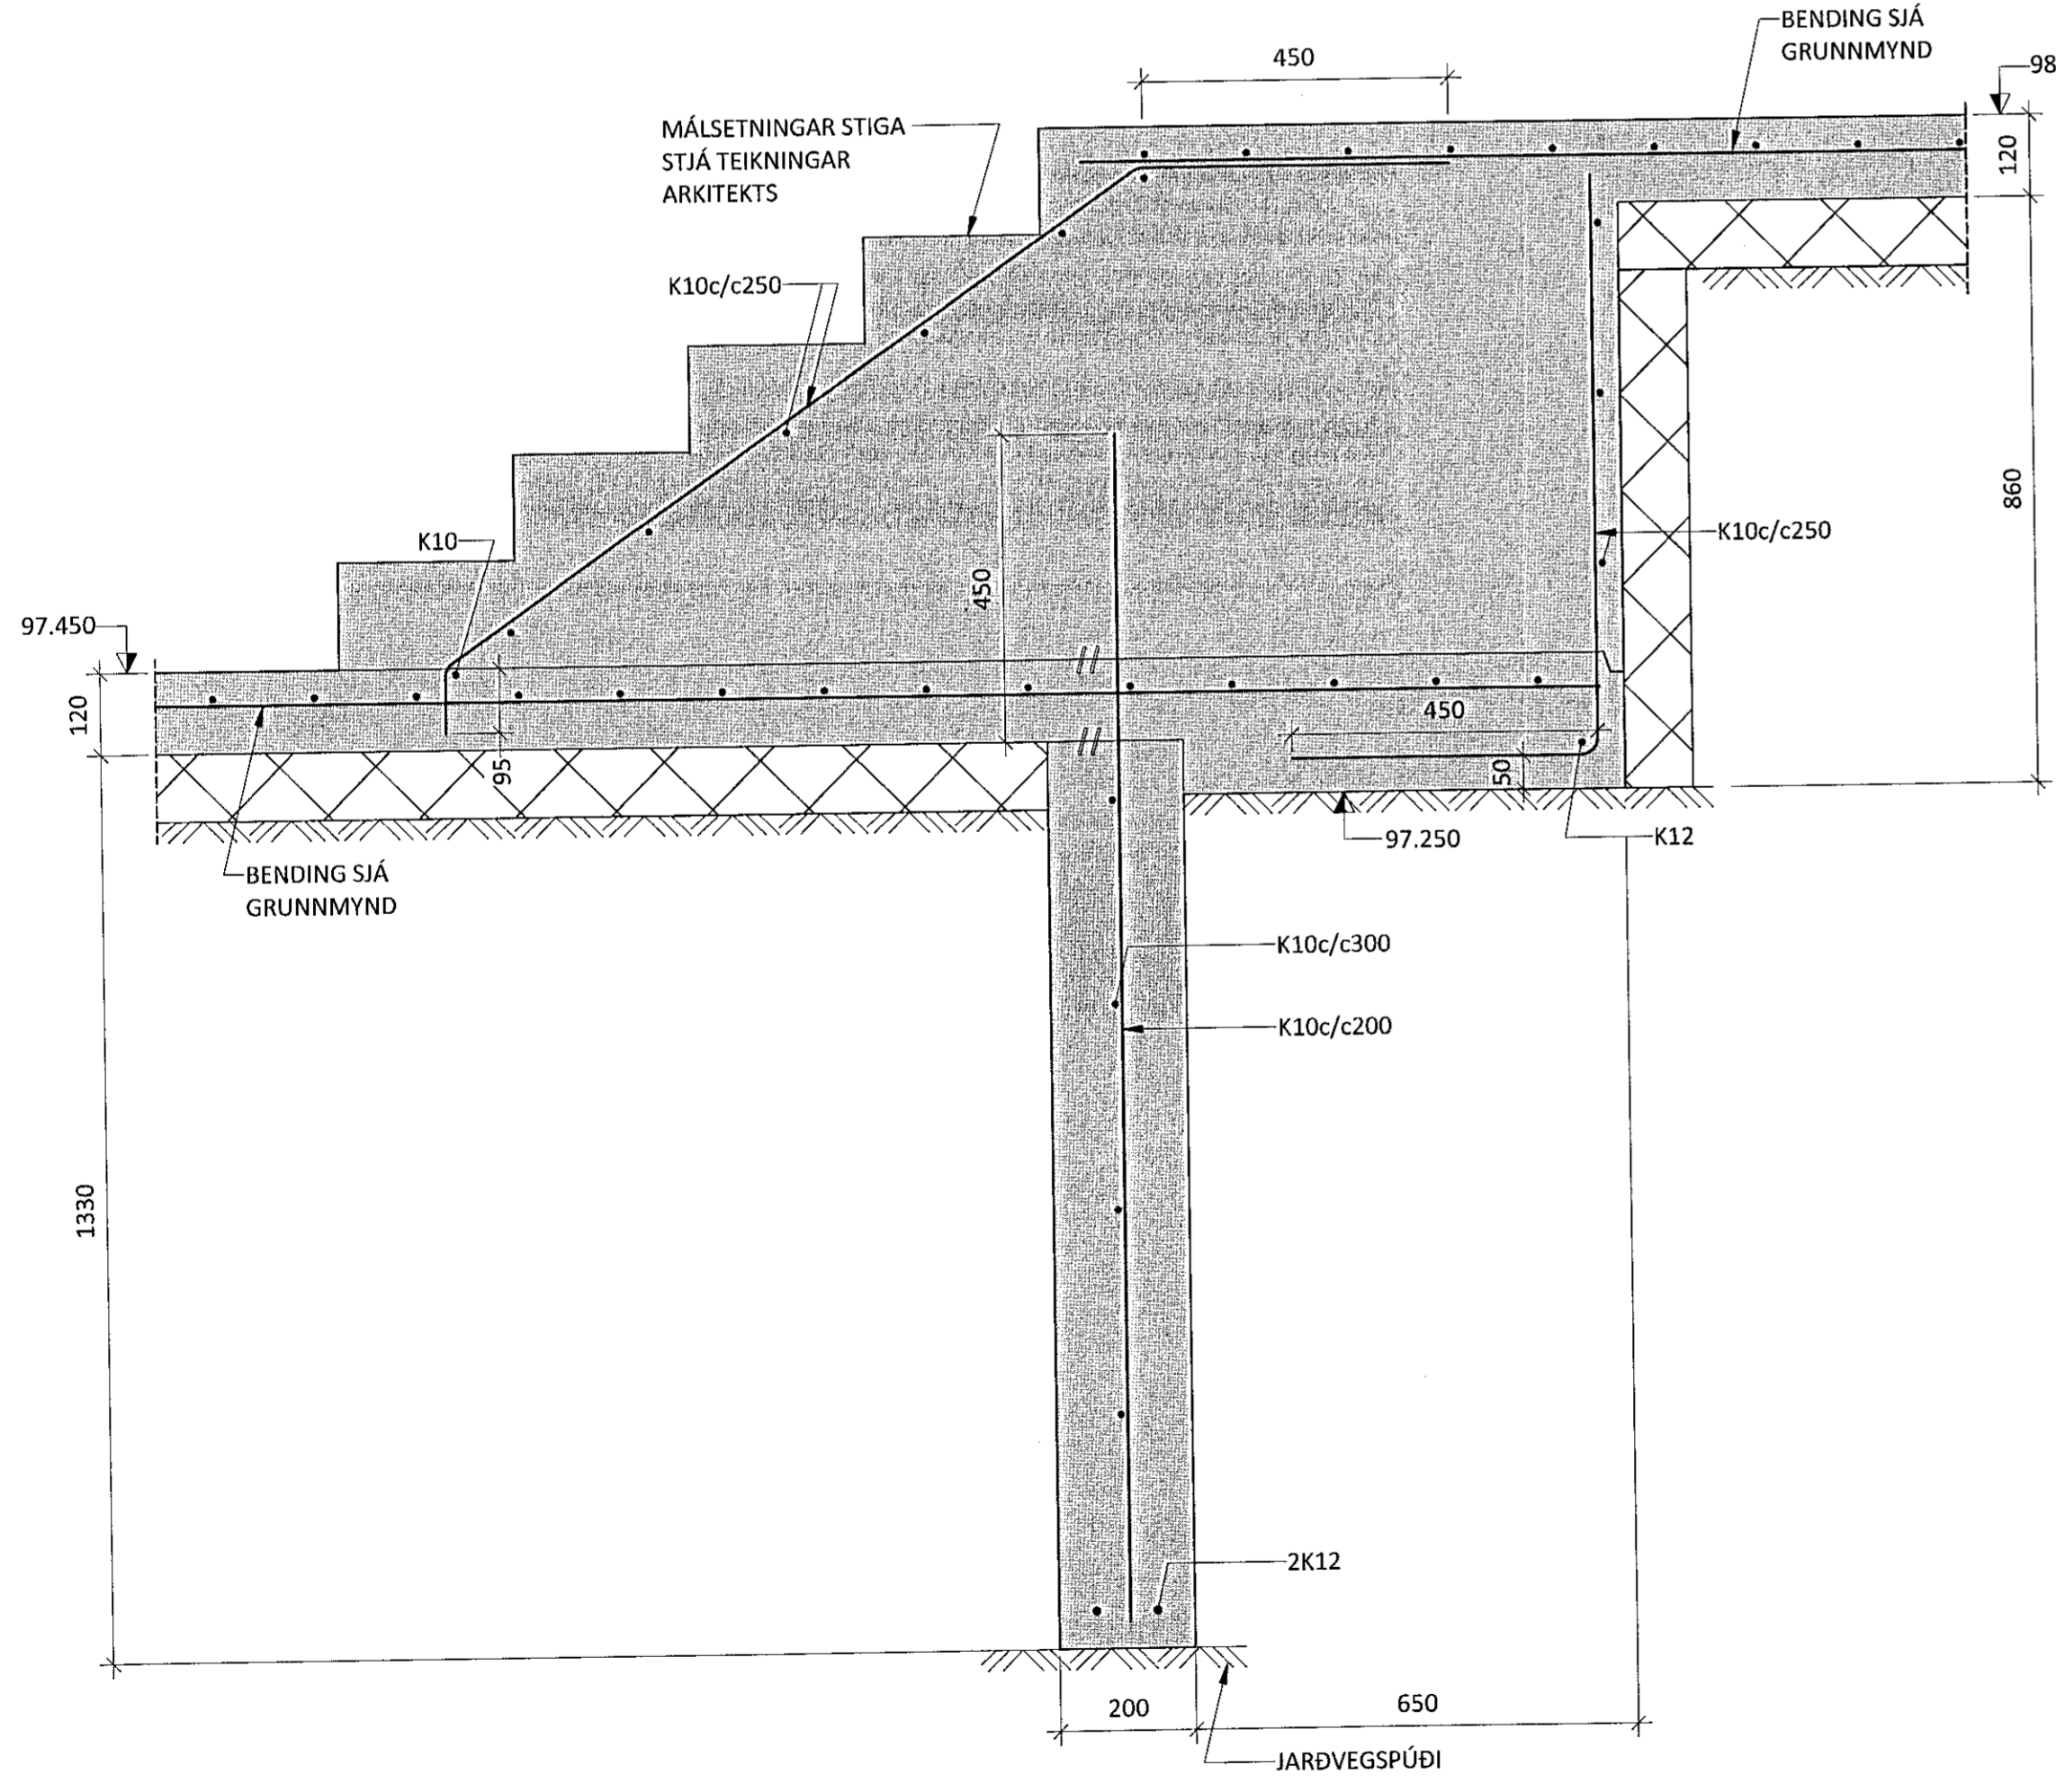 BENDING SJÁ
GRUNNMYND
450
98
MÁLSETNINGAR STIGA
STJÁ TEIKNINGAR
ARKITEKTS
120
K10c/c250
860
K10
K10c/c250
450
97.450
120
450
95
50
97.250
K12
BENDING SJÁ
GRUNNMYND
K10c/c300
K10c/c200
1330
2K12
200
650
JARÐVEGSPÚÐI